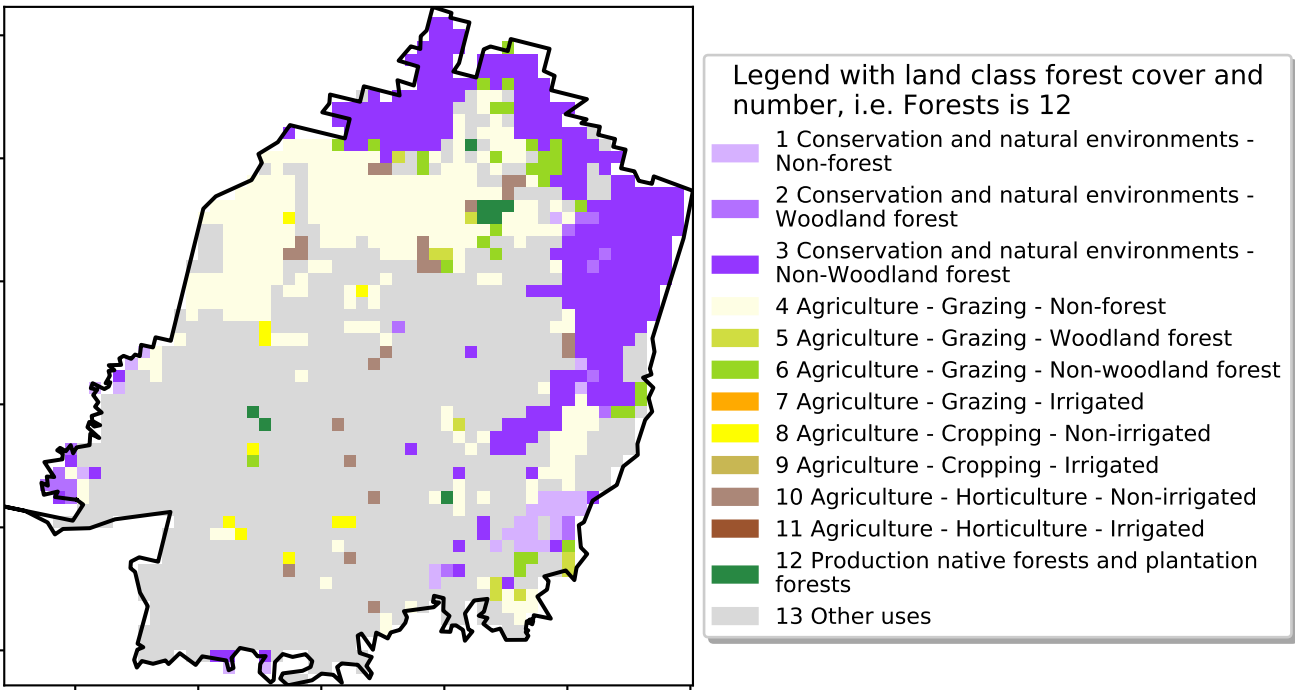 Legend with land class forest cover and
number, i.e. Forests is 12
1 Conservation and natural environments -
Non-forest
2 Conservation and natural environments -
Woodland forest
3 Conservation and natural environments -
Non-Woodland forest
4 Agriculture - Grazing - Non-forest
5 Agriculture - Grazing - Woodland forest
6 Agriculture - Grazing - Non-woodland forest
7 Agriculture - Grazing - Irrigated
8 Agriculture - Cropping - Non-irrigated
9 Agriculture - Cropping - Irrigated
10 Agriculture - Horticulture - Non-irrigated
11 Agriculture - Horticulture - Irrigated
12 Production native forests and plantation
forests
13 Other uses